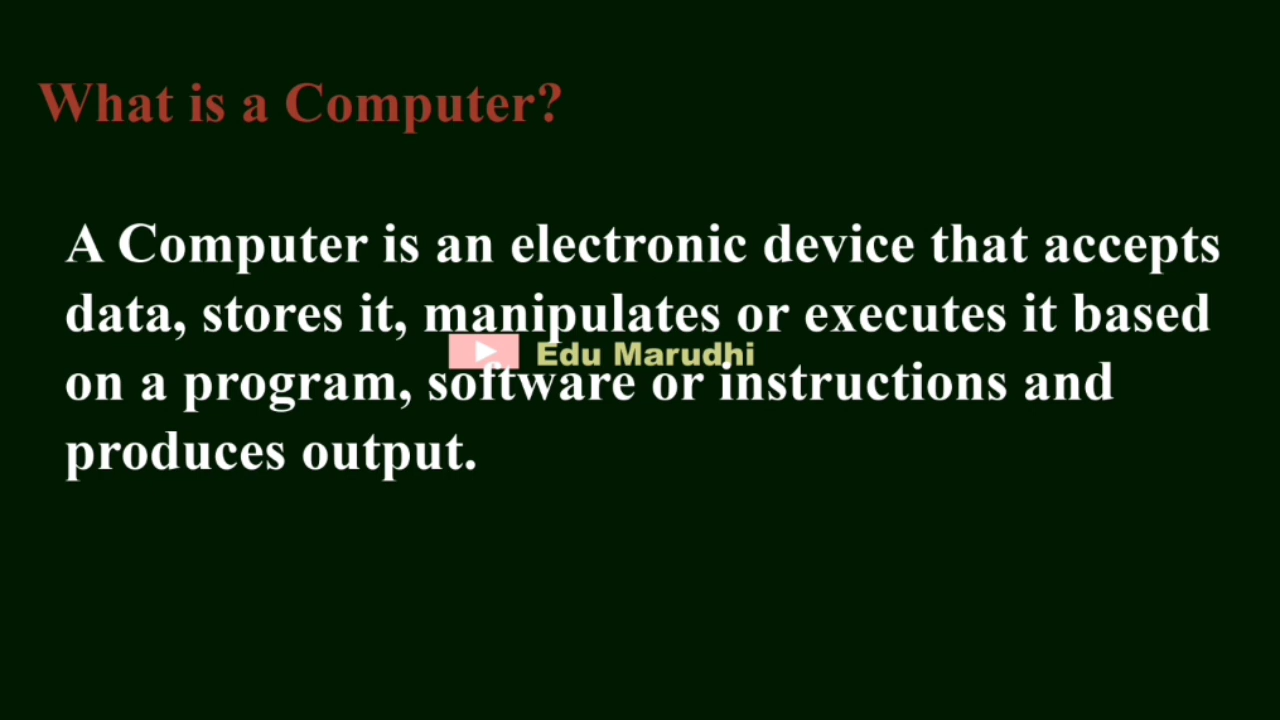 What is a Computer?
A Computer is an electronic device that accepts
data, stores it, manipulates or executes it based
Edu Marudhi
on a program, software or instructions and
produces output.